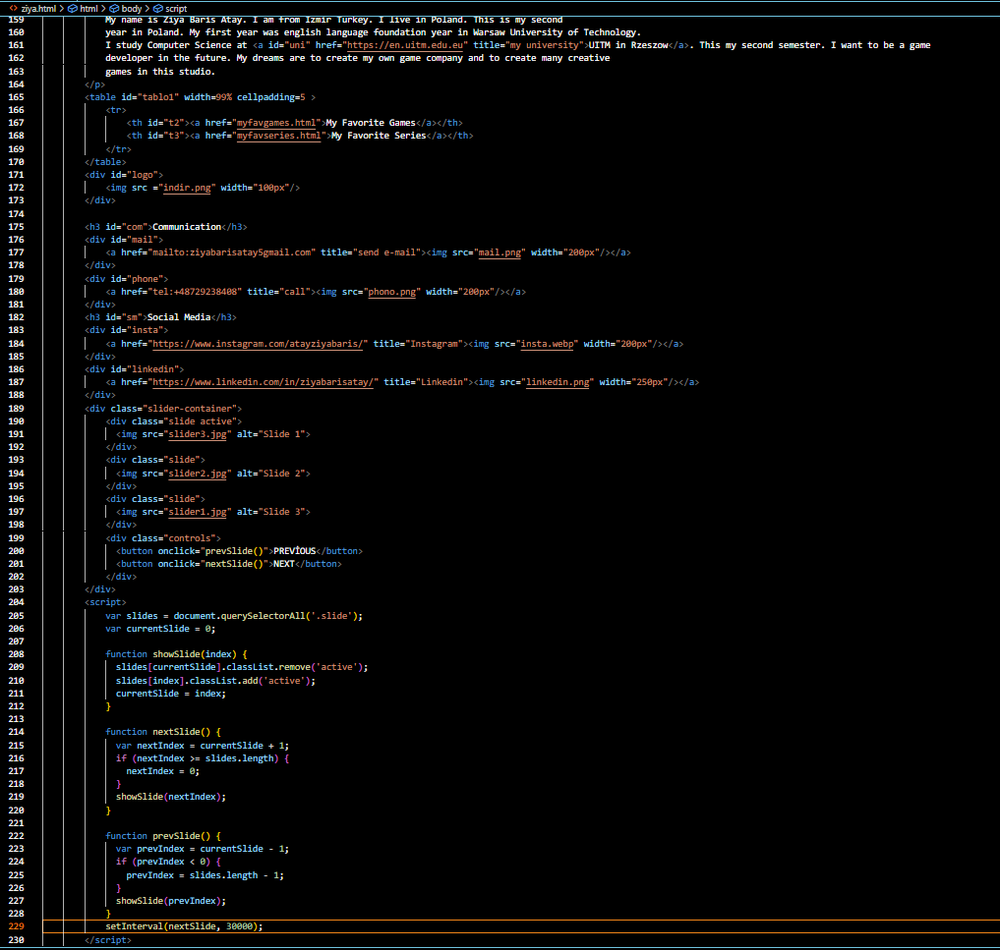 ziya.html > html > body > script
159 My name is Ziya Baris Atay. I am from Izmir Turkey. I live in Poland. This is my second
160 year in Poland. My first year was english language foundation year in Warsaw University of Technology.
161 I study Computer Science at <a id="uni" href="https://en.uitm.edu.eu" title="my university">UITM in Rzeszow</a>. This my second semester. I want to be a game
162 developer in the future. My dreams are to create my own game company and to create many creative
163 games in this studio.
164 </p>
165 <table id="tablo1" width=99% cellpadding=5 >
166 <tr>
167 <th id="t2"><a href="myfavgames.html">My Favorite Games</a></th>
168 <th id="t3"><a href="myfavseries.html">My Favorite Series</a></th>
169 </tr>
170 </table>
171 <div id="logo">
172 <img src ="indir.png" width="100px"/>
173 </div>
174
175 <h3 id="com">Communication</h3>
176 <div id="mail">
177 <a href="mailto:ziyabarisatay5gmail.com" title="send e-mail"><img src="mail.png" width="200px"/></a>
178 </div>
179 <div id="phone">
180 <a href="tel:+48729238408" title="call"><img src="phono.png" width="200px"/></a>
181 </div>
182 <h3 id="sm">Social Media</h3>
183 <div id="insta">
184 <a href="https://www.instagram.com/atayziyabaris/" title="Instagram"><img src="insta.webp" width="200px"/></a>
185 </div>
186 <div id="linkedin">
187 <a href="https://www.linkedin.com/in/ziyabarisatay/" title="Linkedin"><img src="linkedin.png" width="250px"/></a>
188 </div>
189 <div class="slider-container">
190 <div class="slide active">
191 <img src="slider3.jpg" alt="Slide 1">
192 </div>
193 <div class="slide">
194 <img src="slider2.jpg" alt="Slide 2">
195 </div>
196 <div class="slide">
197 <img src="slider1.jpg" alt="Slide 3">
198 </div>
199 <div class="controls">
200 <button onclick="prevSlide()">PREVİOUS</button>
201 <button onclick="nextSlide()">NEXT</button>
202 </div>
203 </div>
204 <script>
205 var slides = document.querySelectorAll('.slide');
206 var currentSlide = 0;
207
208 function showSlide(index) {
209 slides[currentSlide].classList.remove('active');
210 slides[index].classList.add('active');
211 currentSlide = index;
212 }
213
214 function nextSlide() {
215 var nextIndex = currentSlide + 1;
216 if (nextIndex >= slides.length) {
217 nextIndex = 0;
218 }
219 showSlide(nextIndex);
220 }
221
222 function prevSlide() {
223 var prevIndex = currentSlide - 1;
224 if (prevIndex < 0) {
225 prevIndex = slides.length - 1;
226 }
227 showSlide(prevIndex);
228 }
229 setInterval(nextSlide, 30000);
230 </script>